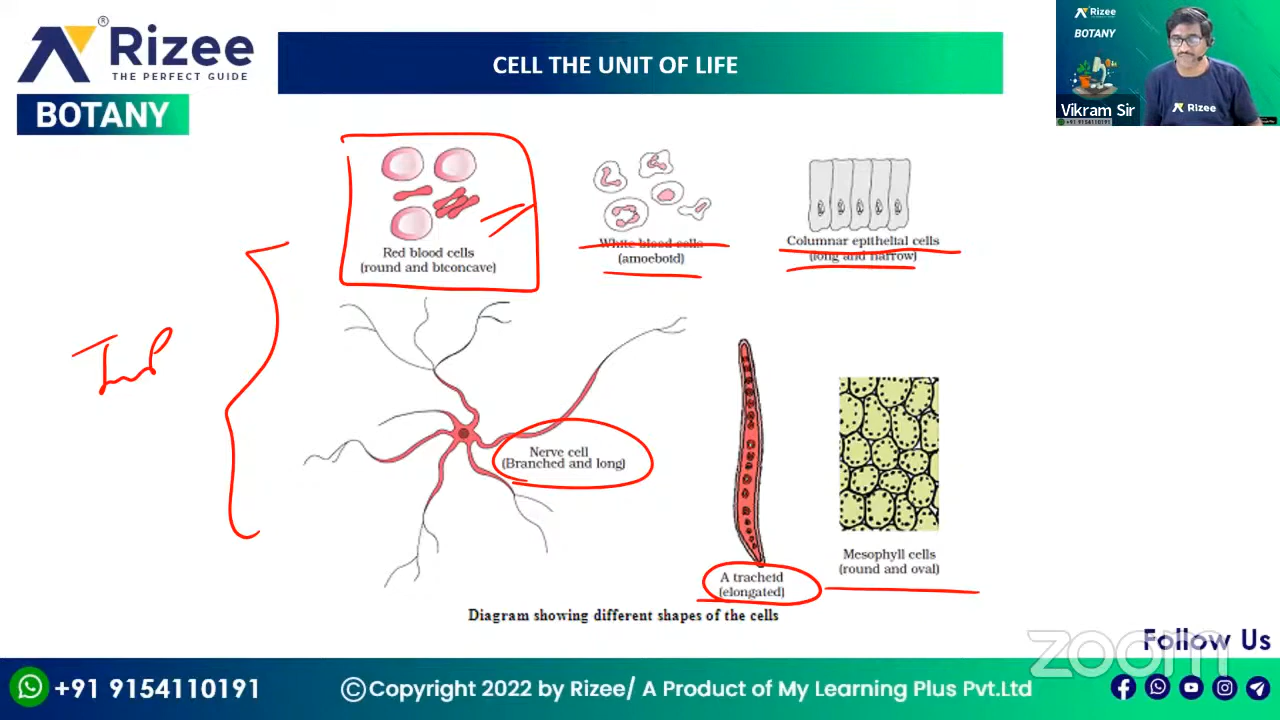 Rizee
®
THE PERFECT GUIDE
BOTANY
CELL THE UNIT OF LIFE
Rizee
BOTANY
Rizee
Vikram Sir
+91 9154110191
Red blood cells
(round and biconcave)
White blood cells
(amoeboid)
Columnar epithelial cells
(long and narrow)
Imp
Nerve cell
(Branched and long)
A tracheid
(elongated)
Mesophyll cells
(round and oval)
Diagram showing different shapes of the cells
zoom
Follow Us
+91 9154110191
©Copyright 2022 by Rizee/ A Product of My Learning Plus Pvt.Ltd